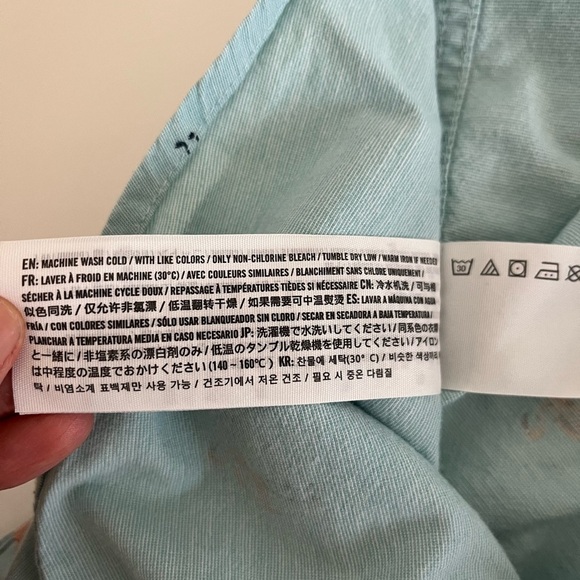 EN: MACHINE WASH COLD / WITH LIKE COLORS / ONLY NON-CHLORINE BLEACH / TUMBLE DRY LOW / WARM IRON IF NEEDED
FR: LAVER À FROID EN MACHINE (30°C) / AVEC COULEURS SIMILAIRES / BLANCHIMENT SANS CHLORE UNIQUEMENT /
SÉCHER À LA MACHINE CYCLE DOUX / REPASSAGE À TEMPÉRATURES TIÈDES SI NÉCESSAIRE CN: 冷水机洗 / 可与相
似色同洗 / 仅允许非氯漂 / 低温翻转干燥 / 如果需要可中温熨烫 ES: LAVAR A MÁQUINA CON AGUA
FRÍA / CON COLORES SIMILARES / SÓLO USAR BLANQUEADOR SIN CLORO / SECAR EN SECADORA A BAJA TEMPERATURA /
PLANCHAR A TEMPERATURA MEDIA EN CASO NECESARIO JP: 洗濯機で水洗いしてください / 同系色の衣類
と一緒に / 非塩素系の漂白剤のみ / 低温のタンブル乾燥機を使用してください / アイロン
は中程度の温度でおかけください (140 ~ 160℃) KR: 찬물에 세탁(30° C) / 비슷한 색상끼리
탁 / 비염소계 표백제만 사용 가능 / 건조기에서 저온 건조 / 필요 시 중온 다림질
30